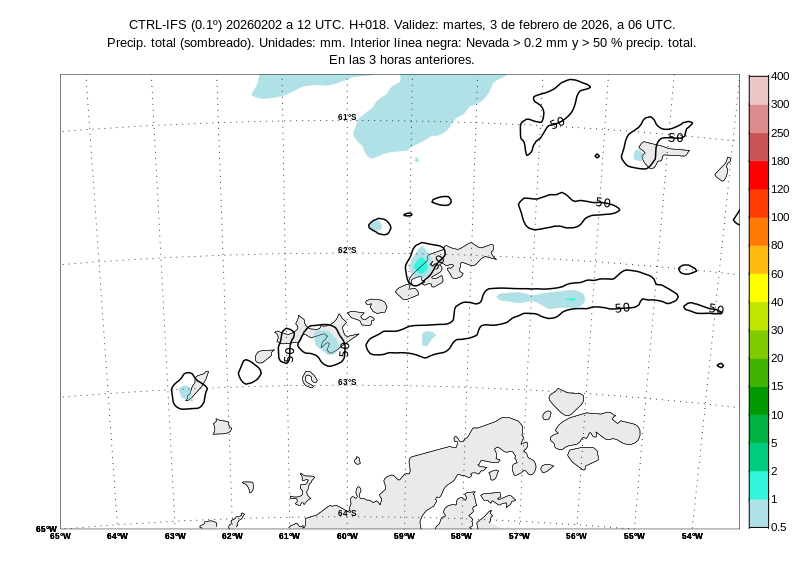 CTRL-IFS (0.1º) 20260202 a 12 UTC. H+018. Validez: martes, 3 de febrero de 2026, a 06 UTC.
Precip. total (sombreado). Unidades: mm. Interior línea negra: Nevada > 0.2 mm y > 50 % precip. total.
En las 3 horas anteriores.
400
300
250
180
120
100
80
60
40
30
20
15
10
5
2
1
0.5
61°S
62°S
63°S
64°S
50
50
50
50
50
50
50
50
65°W
65°W
64°W
63°W
62°W
61°W
60°W
59°W
58°W
57°W
56°W
55°W
54°W